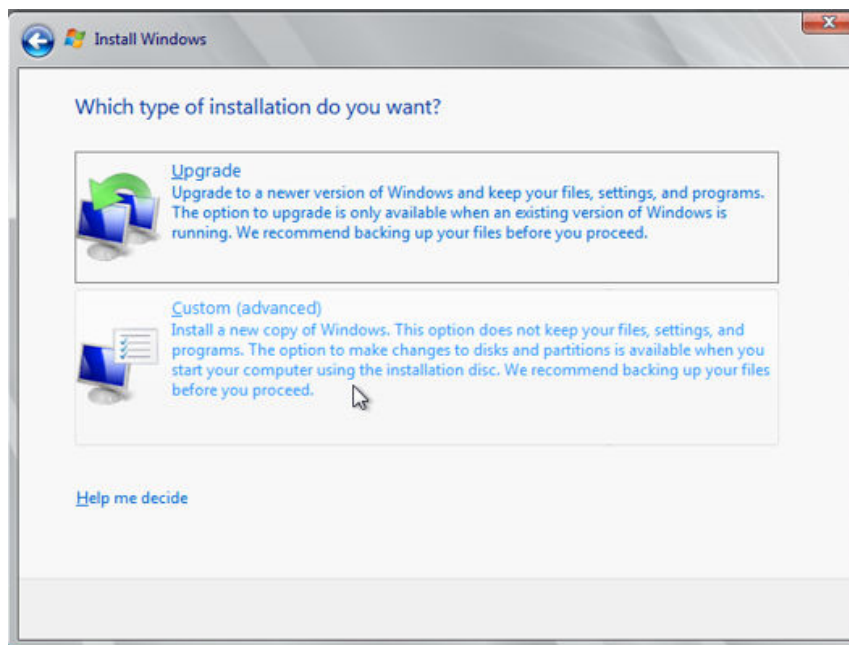 Install Windows
Which type of installation do you want?
Upgrade
Upgrade to a newer version of Windows and keep your files, settings, and programs.
The option to upgrade is only available when an existing version of Windows is
running. We recommend backing up your files before you proceed.
Custom (advanced)
Install a new copy of Windows. This option does not keep your files, settings, and
programs. The option to make changes to disks and partitions is available when you
start your computer using the installation disc. We recommend backing up your files
before you proceed.
Help me decide